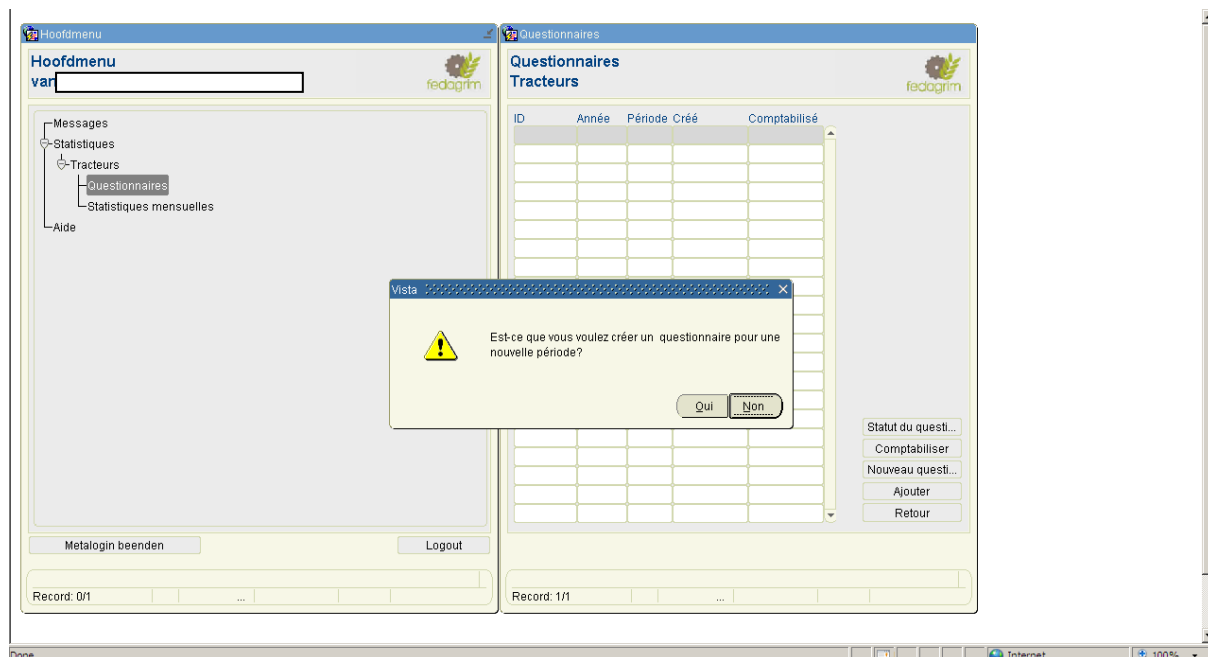 Hoofdmenu
Hoofdmenu
van
fedagrim
Messages
Statistiques
Tracteurs
Questionnaires
Statistiques mensuelles
Aide
Metalogin beenden
Logout
Record: 0/1
...
Questionnaires
Questionnaires
Tracteurs
fedagrim
ID Année Période Créé Comptabilisé
Vista
Est-ce que vous voulez créer un questionnaire pour une
nouvelle période?
Oui Non
Statut du questi...
Comptabiliser
Nouveau questi...
Ajouter
Retour
Record: 1/1
...
Done
Internet
100%